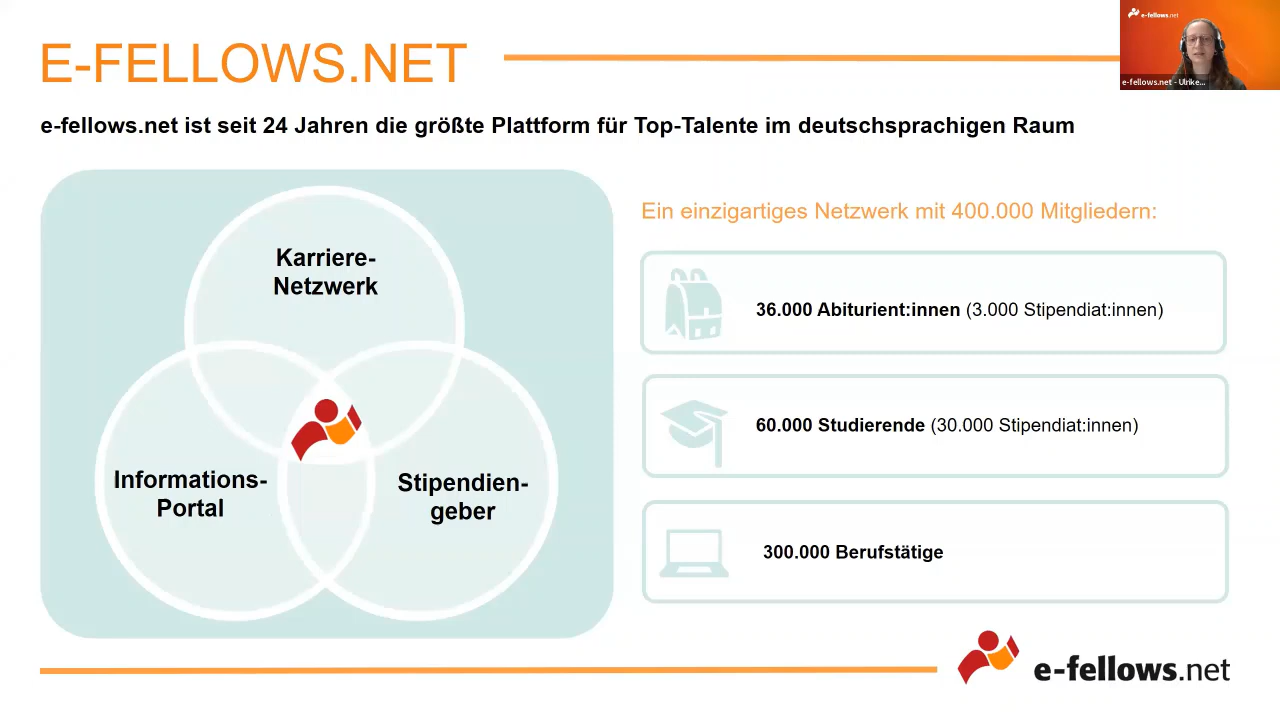 E-FELLOWS.NET
e-fellows.net
e-fellows.net - Ulrike...
e-fellows.net ist seit 24 Jahren die größte Plattform für Top-Talente im deutschsprachigen Raum
Karriere-
Netzwerk
Informations-
Portal
Stipendien-
geber
Ein einzigartiges Netzwerk mit 400.000 Mitgliedern:
36.000 Abiturient:innen (3.000 Stipendiat:innen)
60.000 Studierende (30.000 Stipendiat:innen)
300.000 Berufstätige
e-fellows.net